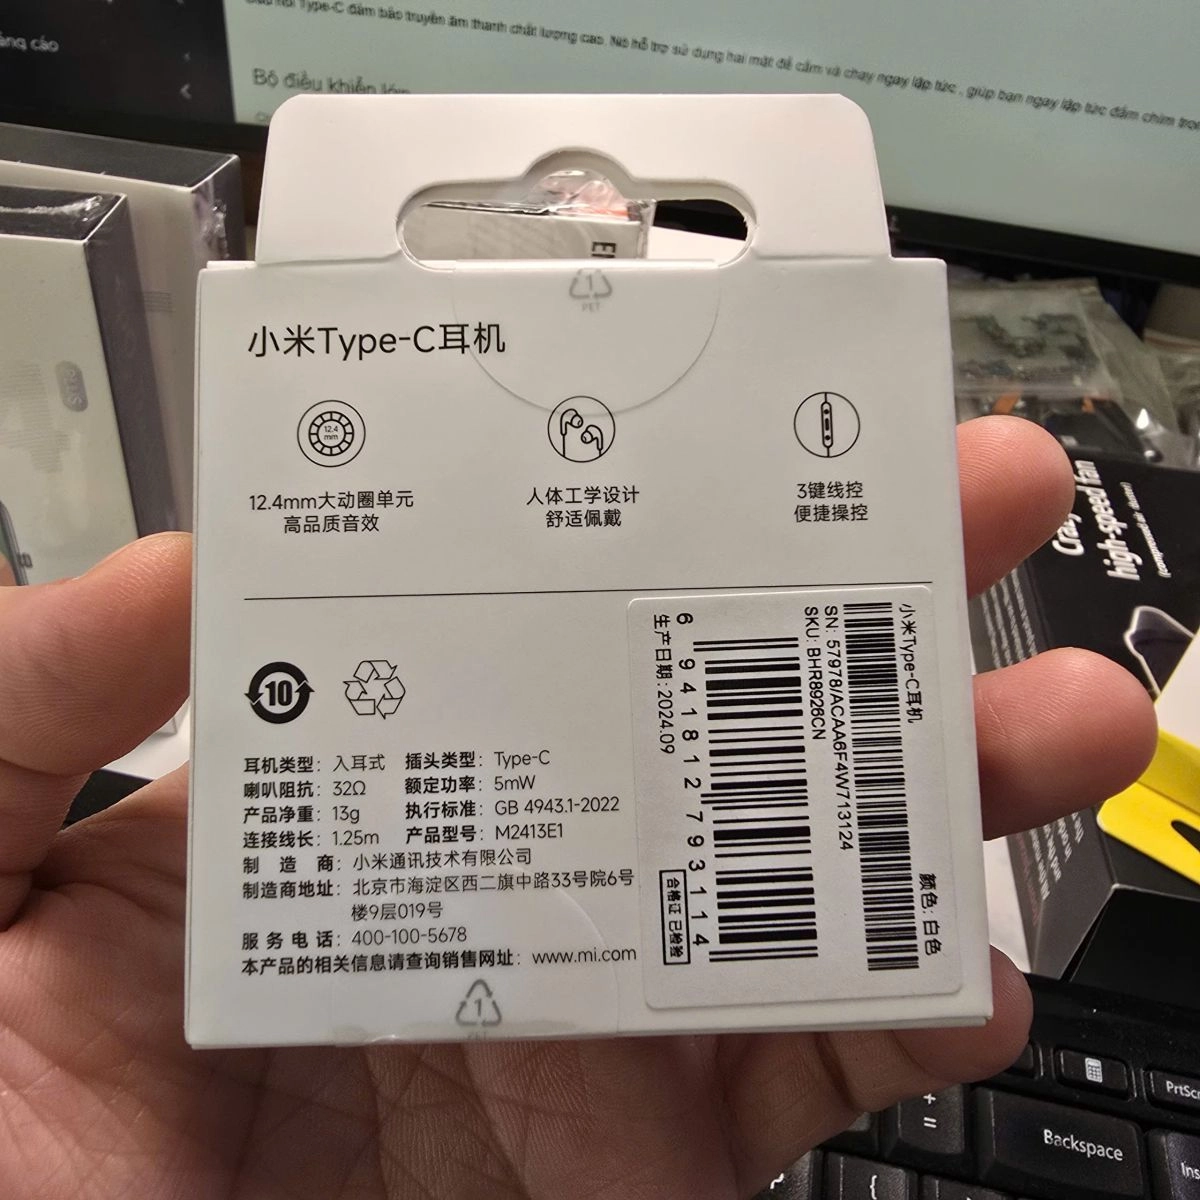 ảng cáo
Type-C đảm bảo truyền âm thanh chất lượng cao. Nó hỗ trợ sử dụng hai mặt để cắm và chạy ngay lập tức , giúp bạn ngay lập tức đắm chìm
Bộ điều khiển
1
PET
小米Type-C耳机
12.4
mm
12.4mm大动圈单元
高品质音效
人体工学设计
舒适佩戴
3键线控
便捷操控
10
耳机类型: 入耳式 插头类型: Type-C
喇叭阻抗: 32Ω 额定功率: 5mW
产品净重: 13g 执行标准: GB 4943.1-2022
连接线长: 1.25m 产品型号: M2413E1
制 造 商: 小米通讯技术有限公司
制造商地址: 北京市海淀区西二旗中路33号院6号
楼9层019号
服 务 电 话: 400-100-5678
本产品的相关信息请查询销售网址: www.mi.com
1
小米Type-C耳机
颜色: 白色
SN: 57978/ACAA6F4W713124
SKU: BHR8926CN
6 941812 793114
生产日期: 2024.09
合格证 已检验
Crazy
high-speed fan
+
=
Backspace
PrtSc
Ins
{